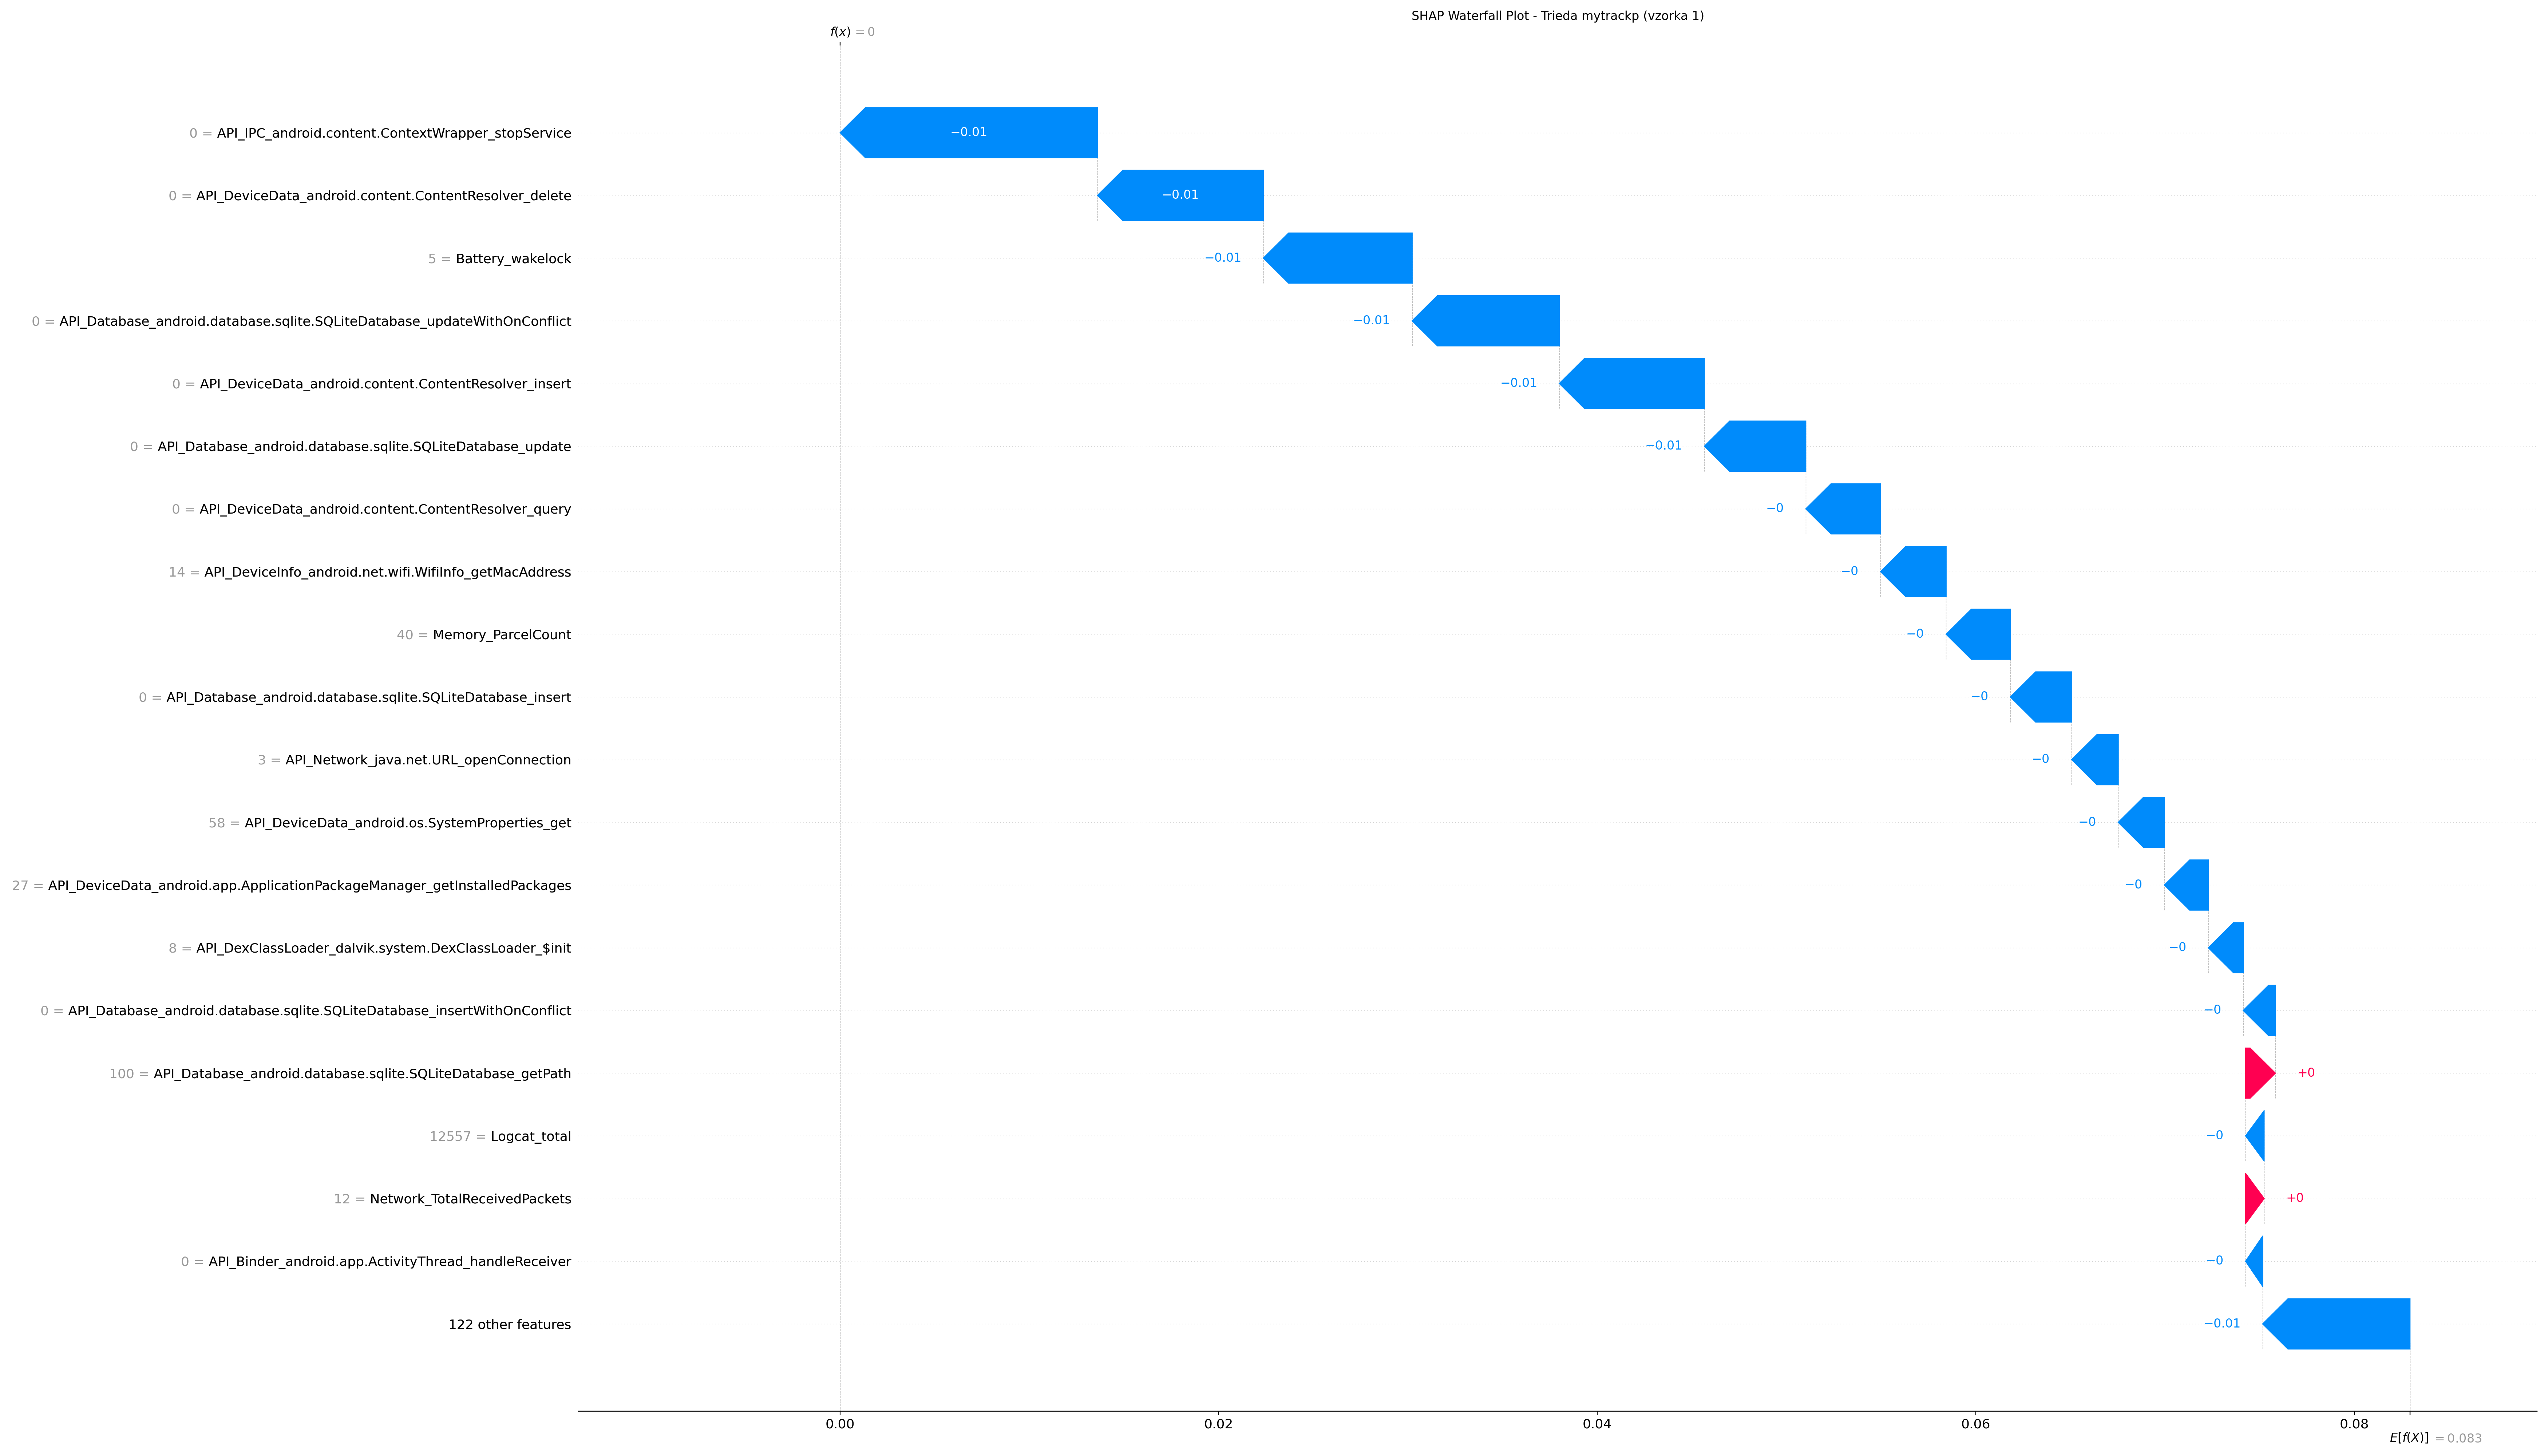 SHAP Waterfall Plot - Trieda mytrackp (vzorka 1)
f(x) = 0
0 = API_IPC_android.content.ContextWrapper_stopService
−0.01
0 = API_DeviceData_android.content.ContentResolver_delete
−0.01
5 = Battery_wakelock
−0.01
0 = API_Database_android.database.sqlite.SQLiteDatabase_updateWithOnConflict
−0.01
0 = API_DeviceData_android.content.ContentResolver_insert
−0.01
0 = API_Database_android.database.sqlite.SQLiteDatabase_update
−0.01
0 = API_DeviceData_android.content.ContentResolver_query
−0
14 = API_DeviceInfo_android.net.wifi.WifiInfo_getMacAddress
−0
40 = Memory_ParcelCount
−0
0 = API_Database_android.database.sqlite.SQLiteDatabase_insert
−0
3 = API_Network_java.net.URL_openConnection
−0
58 = API_DeviceData_android.os.SystemProperties_get
−0
27 = API_DeviceData_android.app.ApplicationPackageManager_getInstalledPackages
−0
8 = API_DexClassLoader_dalvik.system.DexClassLoader_$init
−0
0 = API_Database_android.database.sqlite.SQLiteDatabase_insertWithOnConflict
−0
100 = API_Database_android.database.sqlite.SQLiteDatabase_getPath
+0
12557 = Logcat_total
−0
12 = Network_TotalReceivedPackets
+0
0 = API_Binder_android.app.ActivityThread_handleReceiver
−0
122 other features
−0.01
0.00 0.02 0.04 0.06 0.08
E[f(X)] = 0.083